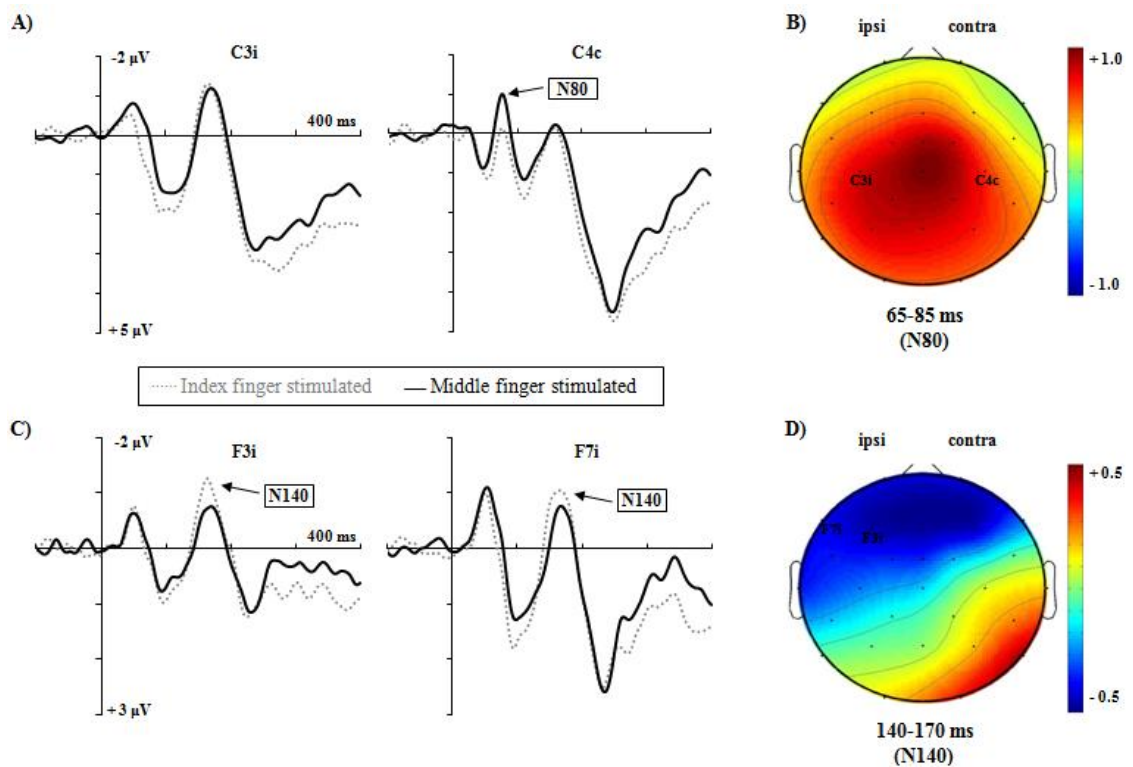 A)
C3i
C4c
-2 µV
N80
400 ms
+5 µV
B)
ipsi
contra
+ 1.0
C3i
C4c
- 1.0
65-85 ms
(N80)
Index finger stimulated
Middle finger stimulated
C)
-2 µV
F3i
F7i
N140
N140
400 ms
+3 µV
D)
ipsi
contra
+ 0.5
F7i
F3i
- 0.5
140-170 ms
(N140)